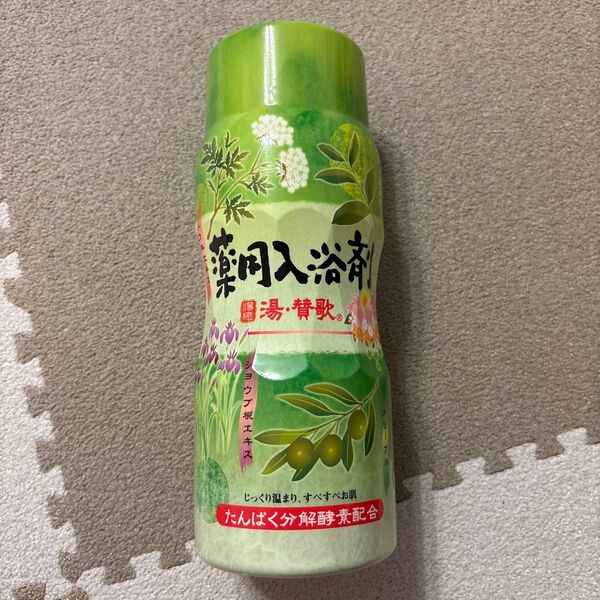 薬用入浴剤
湯・賛歌®
ショウブ根エキス
じっくり温まり、すべすべお肌
たんぱく分解酵素配合